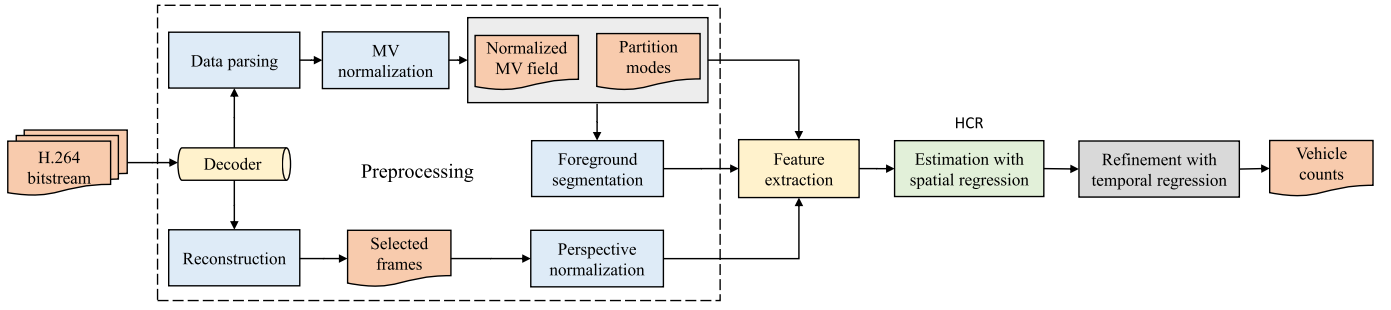 H.264
bitstream
Decoder
Data parsing
MV
normalization
Normalized
MV field
Partition
modes
Foreground
segmentation
Preprocessing
Reconstruction
Selected
frames
Perspective
normalization
Feature
extraction
HCR
Estimation with
spatial regression
Refinement with
temporal regression
Vehicle
counts